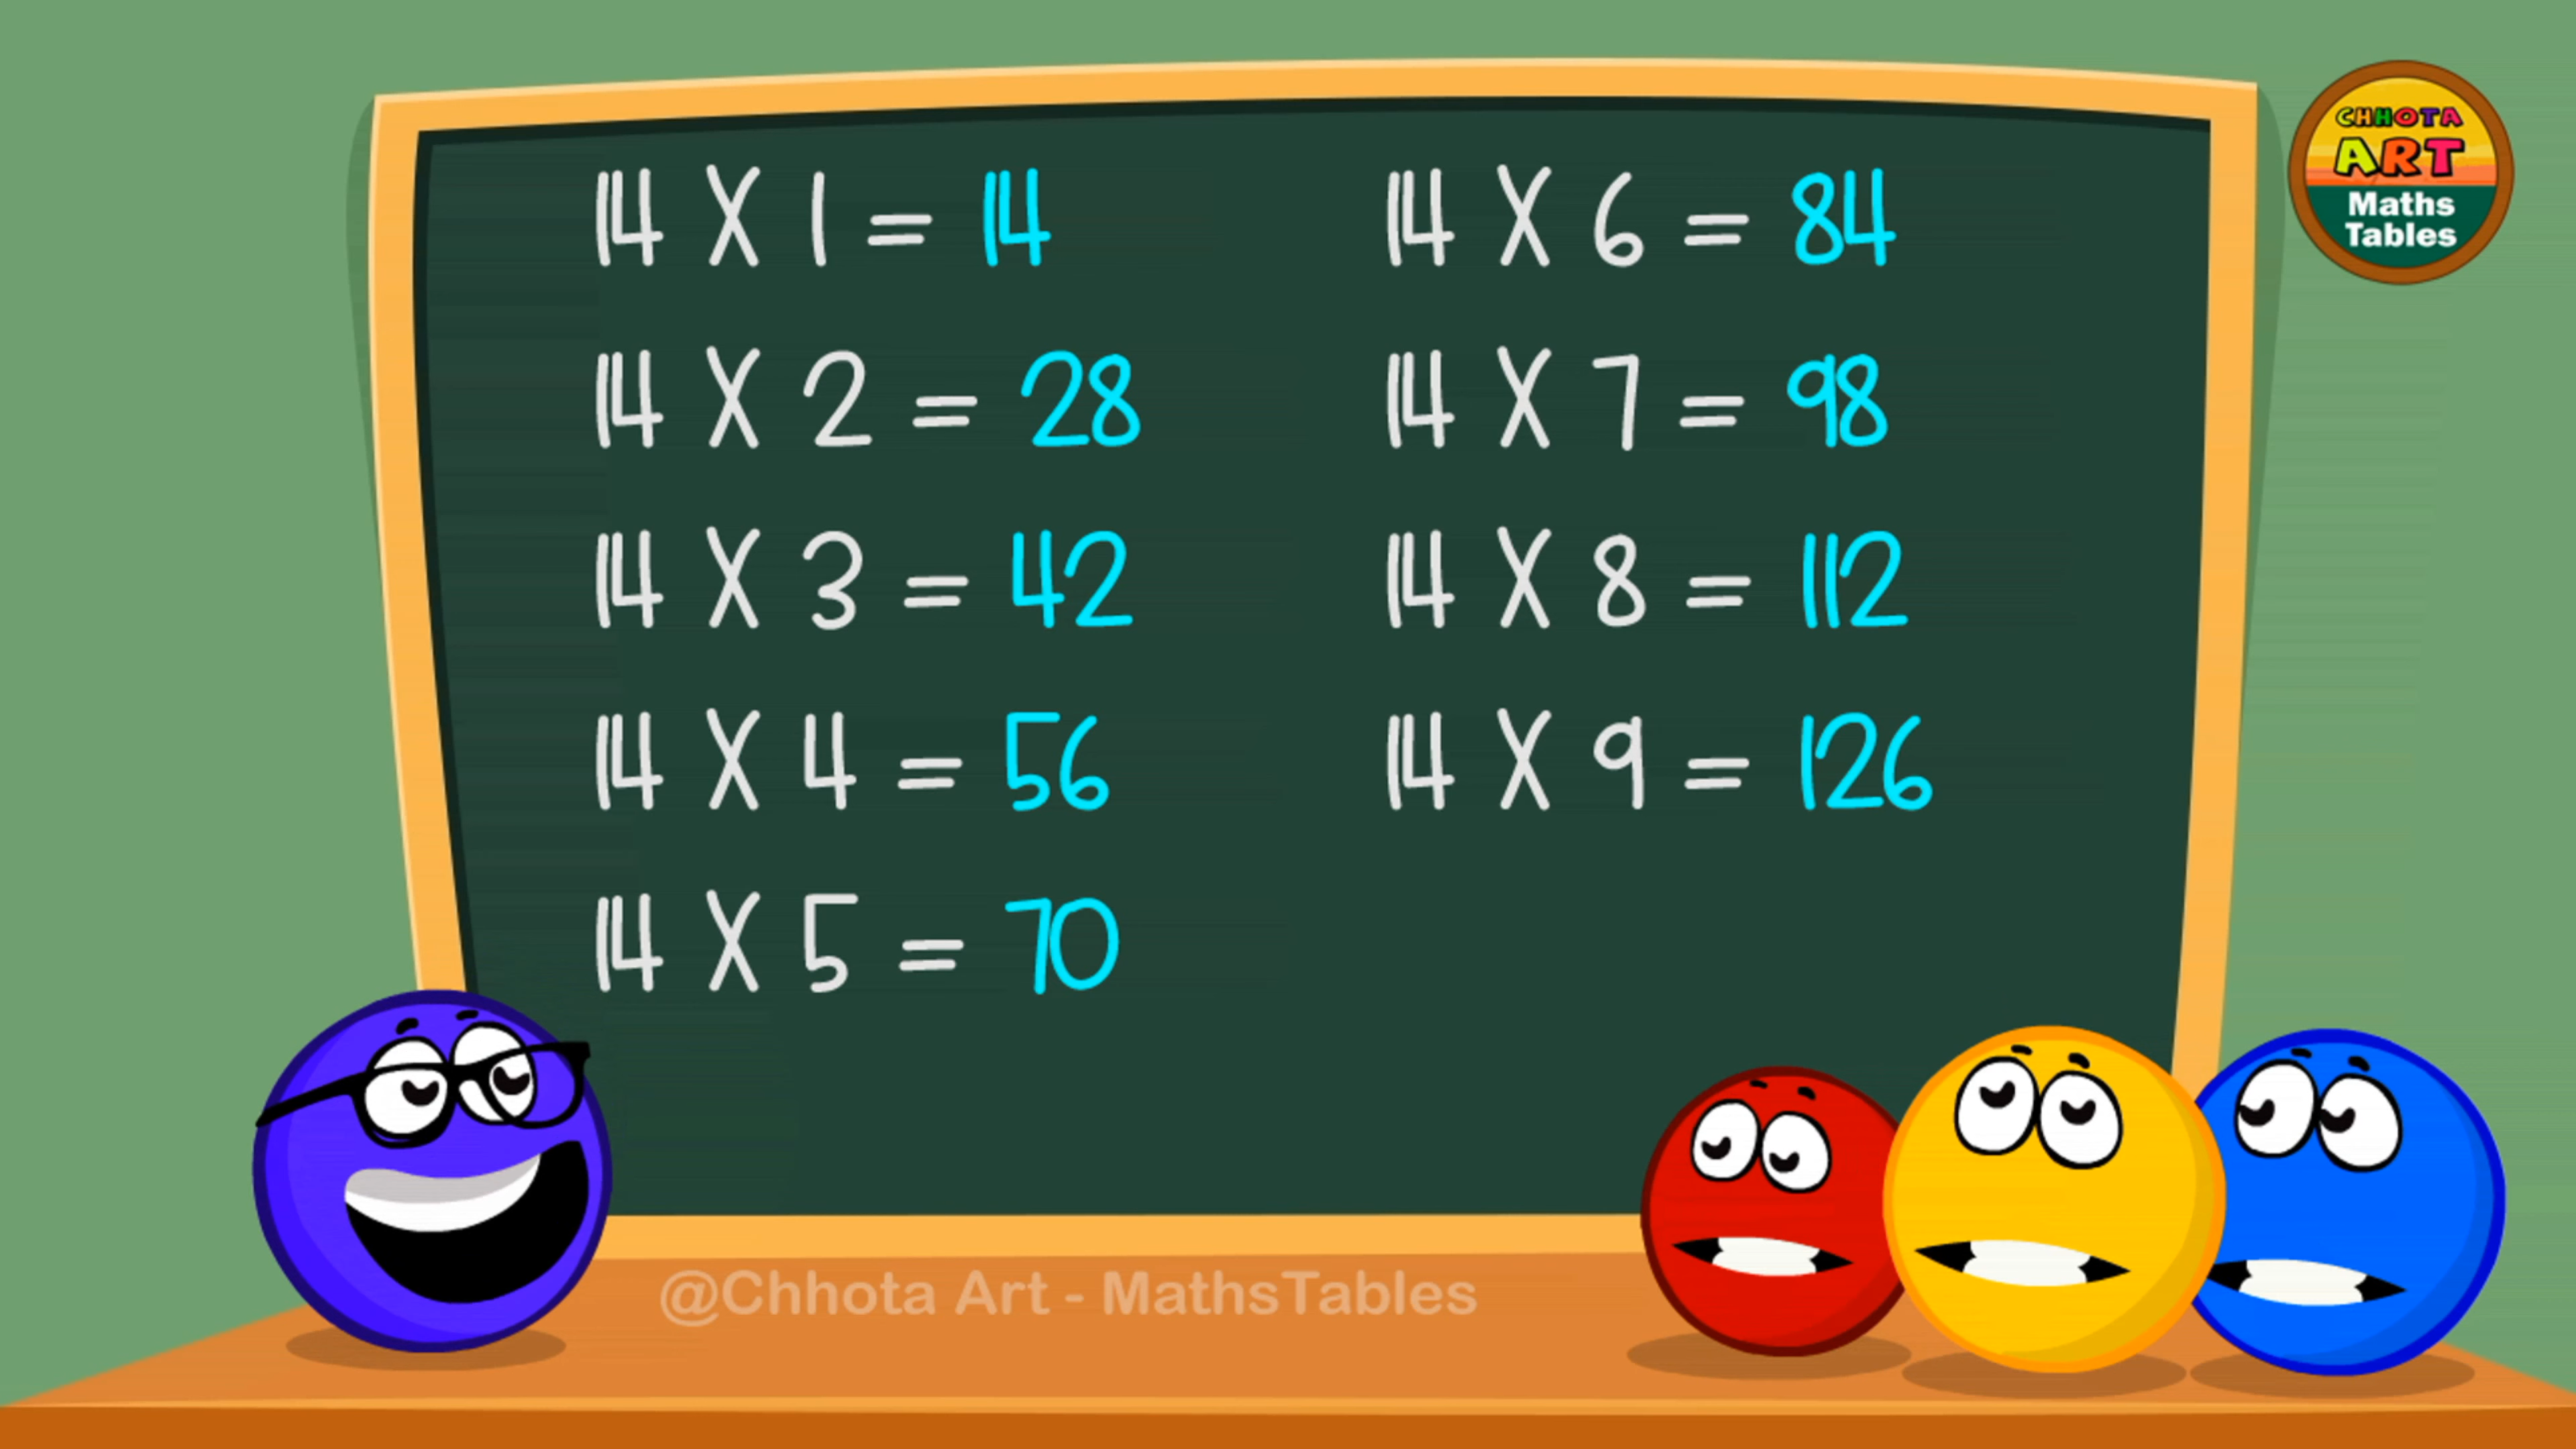 14 X 1 = 14
14 X 2 = 28
14 X 3 = 42
14 X 4 = 56
14 X 5 = 70
14 X 6 = 84
14 X 7 = 98
14 X 8 = 112
14 X 9 = 126
CHHOTA
ART
Maths
Tables
@Chhota Art - MathsTables